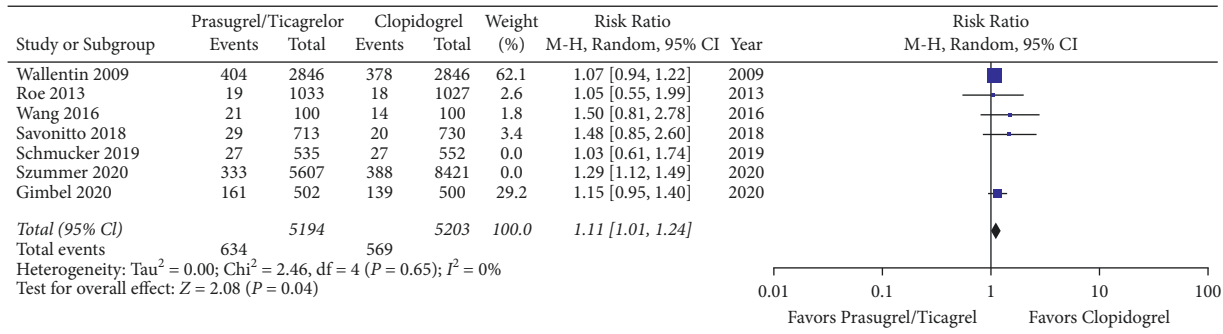 Prasugrel/Ticagrelor Clopidogrel Weight Risk Ratio Risk Ratio
Study or Subgroup Events Total Events Total (%) M-H, Random, 95% CI Year M-H, Random, 95% CI
Wallentin 2009 404 2846 378 2846 62.1 1.07 [0.94, 1.22] 2009
Roe 2013 19 1033 18 1027 2.6 1.05 [0.55, 1.99] 2013
Wang 2016 21 100 14 100 1.8 1.50 [0.81, 2.78] 2016
Savonitto 2018 29 713 20 730 3.4 1.48 [0.85, 2.60] 2018
Schmucker 2019 27 535 27 552 0.0 1.03 [0.61, 1.74] 2019
Szummer 2020 333 5607 388 8421 0.0 1.29 [1.12, 1.49] 2020
Gimbel 2020 161 502 139 500 29.2 1.15 [0.95, 1.40] 2020
Total (95% Cl) 5194 5203 100.0 1.11 [1.01, 1.24]
Total events 634 569
Heterogeneity: Tau² = 0.00; Chi² = 2.46, df = 4 (P = 0.65); I² = 0%
Test for overall effect: Z = 2.08 (P = 0.04)
0.01 0.1 1 10 100
Favors Prasugrel/Ticagrel Favors Clopidogrel